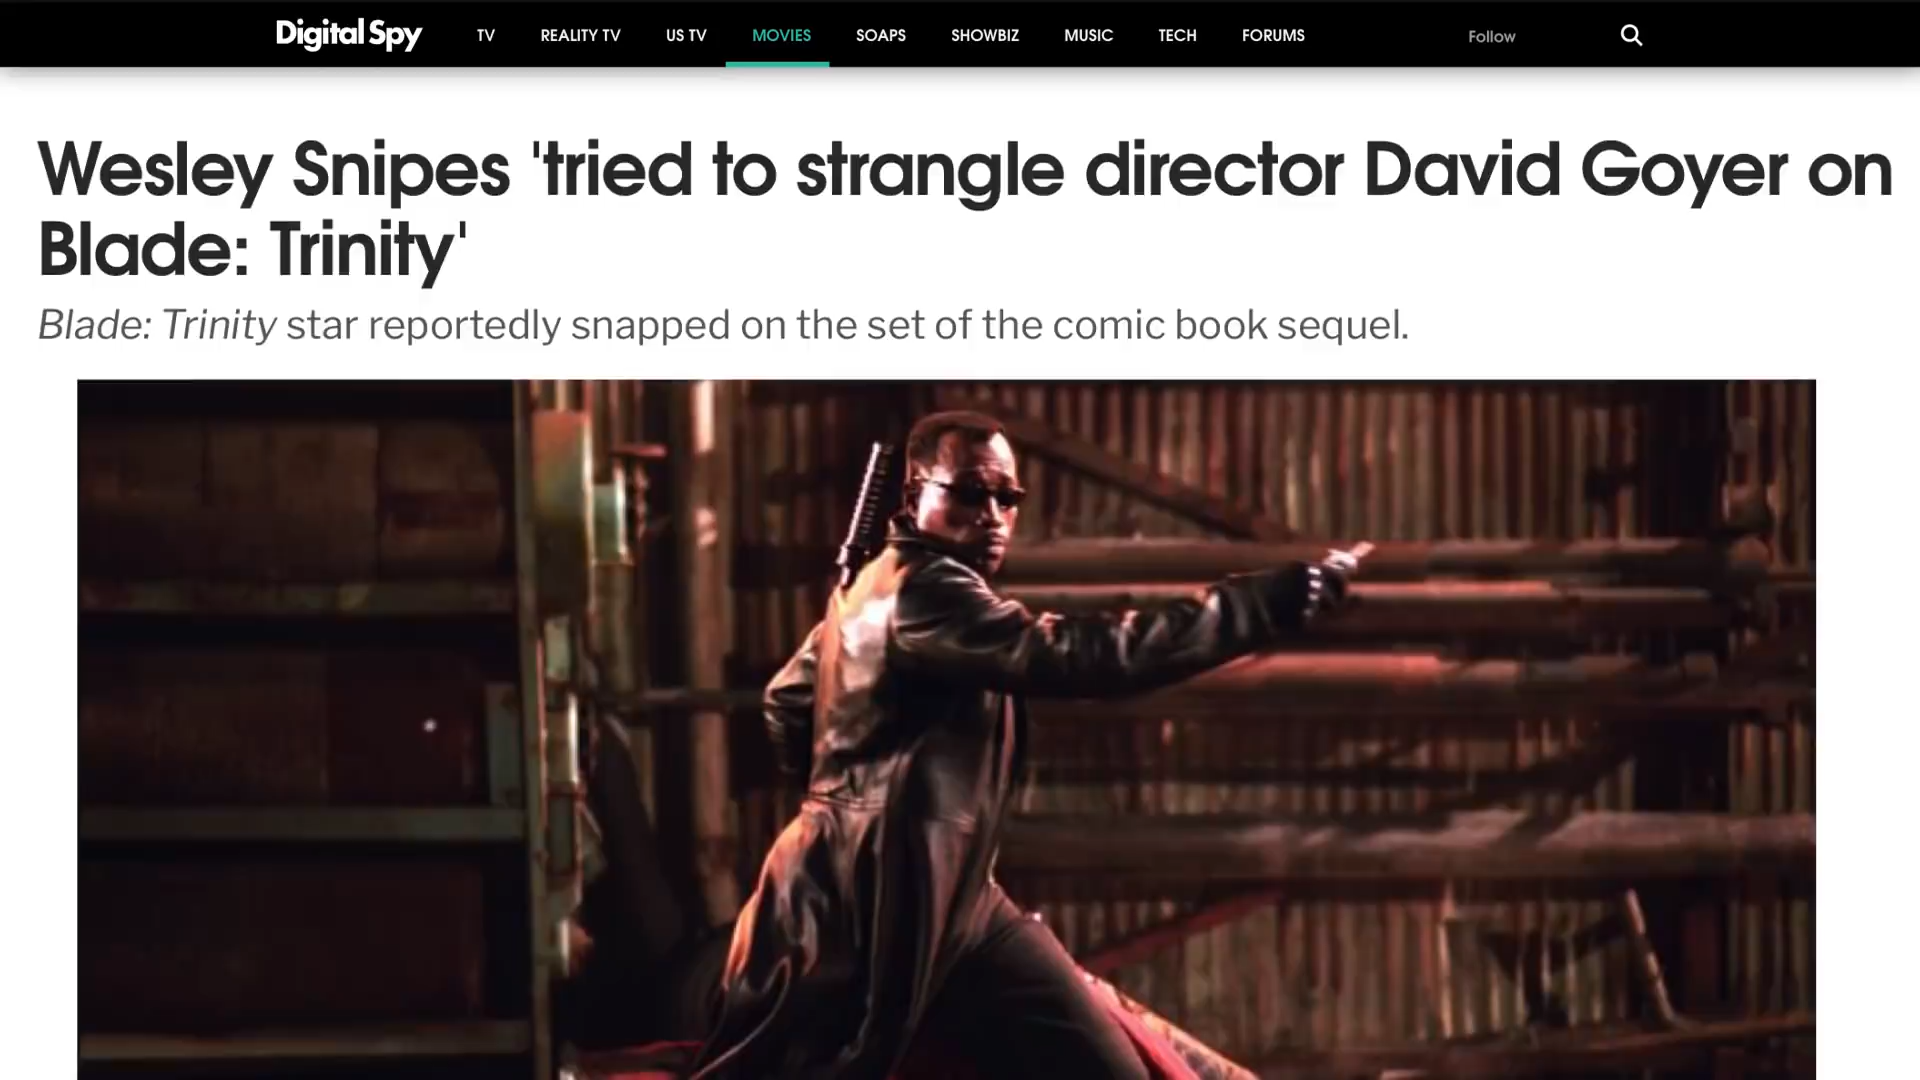 Digital Spy TV REALITY TV US TV MOVIES SOAPS SHOWBIZ MUSIC TECH FORUMS Follow
Wesley Snipes 'tried to strangle director David Goyer on
Blade: Trinity'
Blade: Trinity star reportedly snapped on the set of the comic book sequel.